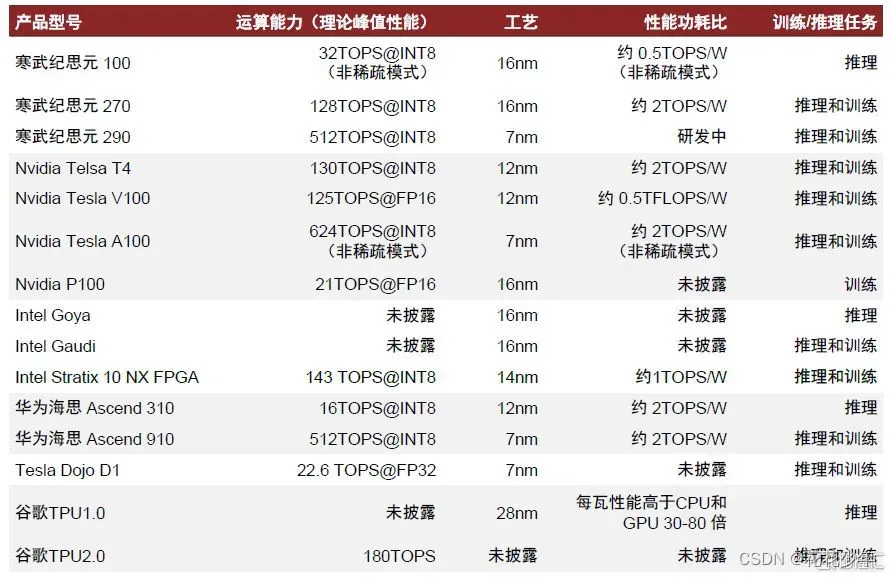 产品型号 运算能力（理论峰值性能） 工艺 性能功耗比 训练/推理任务
寒武纪思元 100 32TOPS@INT8（非稀疏模式） 16nm 约 0.5TOPS/W（非稀疏模式） 推理
寒武纪思元 270 128TOPS@INT8 16nm 约 2TOPS/W 推理和训练
寒武纪思元 290 512TOPS@INT8 7nm 研发中 推理和训练
Nvidia Telsa T4 130TOPS@INT8 12nm 约 2TOPS/W 推理和训练
Nvidia Tesla V100 125TOPS@FP16 12nm 约 0.5TFLOPS/W 推理和训练
Nvidia Tesla A100 624TOPS@INT8（非稀疏模式） 7nm 约 2TOPS/W（非稀疏模式） 推理和训练
Nvidia P100 21TOPS@FP16 16nm 未披露 训练
Intel Goya 未披露 16nm 未披露 推理
Intel Gaudi 未披露 16nm 未披露 推理和训练
Intel Stratix 10 NX FPGA 143 TOPS@INT8 14nm 约1TOPS/W 推理和训练
华为海思 Ascend 310 16TOPS@INT8 12nm 约 2TOPS/W 推理
华为海思 Ascend 910 512TOPS@INT8 7nm 约 2TOPS/W 推理和训练
Tesla Dojo D1 22.6 TOPS@FP32 7nm 未披露 推理和训练
谷歌TPU1.0 未披露 28nm 每瓦性能高于CPU和GPU 30-80 倍 推理
谷歌TPU2.0 180TOPS 未披露 未披露 推理和训练
CSDN